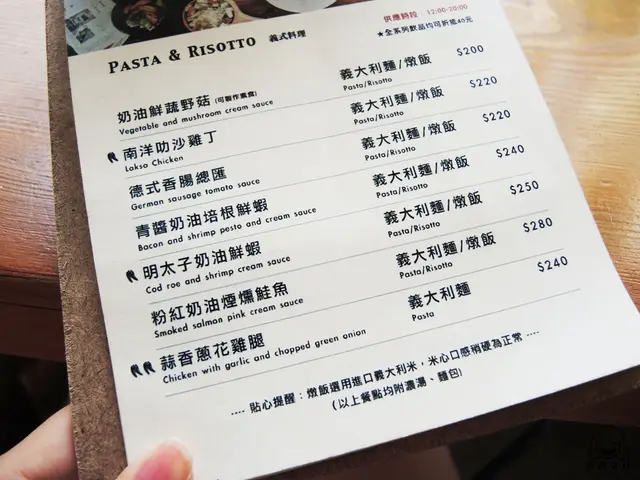 PASTA & RISOTTO 義式料理
供應時段：12:00-20:00
★全系列飲品均可折抵40元
奶油鮮蔬野菇 (可製作素食) 義大利麵/燉飯 $200
Vegetable and mushroom cream sauce Pasta/Risotto
南洋叻沙雞丁 義大利麵/燉飯 $220
Laksa Chicken Pasta/Risotto
德式香腸總匯 義大利麵/燉飯 $220
German sausage tomato sauce Pasta/Risotto
青醬奶油培根鮮蝦 義大利麵/燉飯 $240
Bacon and shrimp pesto and cream sauce Pasta/Risotto
明太子奶油鮮蝦 義大利麵/燉飯 $250
Cod roe and shrimp cream sauce Pasta/Risotto
粉紅奶油煙燻鮭魚 義大利麵/燉飯 $280
Smoked salmon pink cream sauce Pasta/Risotto
蒜香蔥花雞腿 義大利麵 $240
Chicken with garlic and chopped green onion Pasta
.... 貼心提醒：燉飯選用進口義大利米，米心口感稍硬為正常 ....
(以上餐點均附濃湯、麵包)